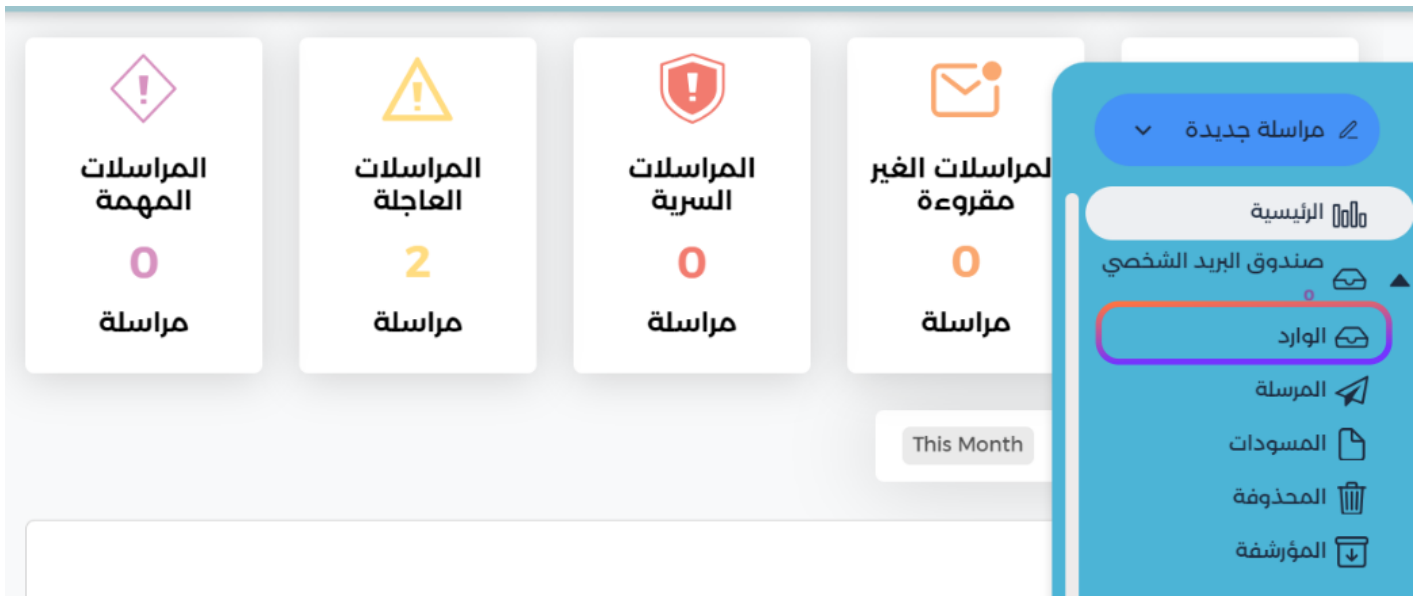 مراسلة جديدة
الرئيسية
صندوق البريد الشخصي
0
الوارد
المرسلة
المسودات
المحذوفة
المؤرشفة
لمراسلات الغير
مقروءة
0
مراسلة
المراسلات
السرية
0
مراسلة
المراسلات
العاجلة
2
مراسلة
المراسلات
المهمة
0
مراسلة
This Month